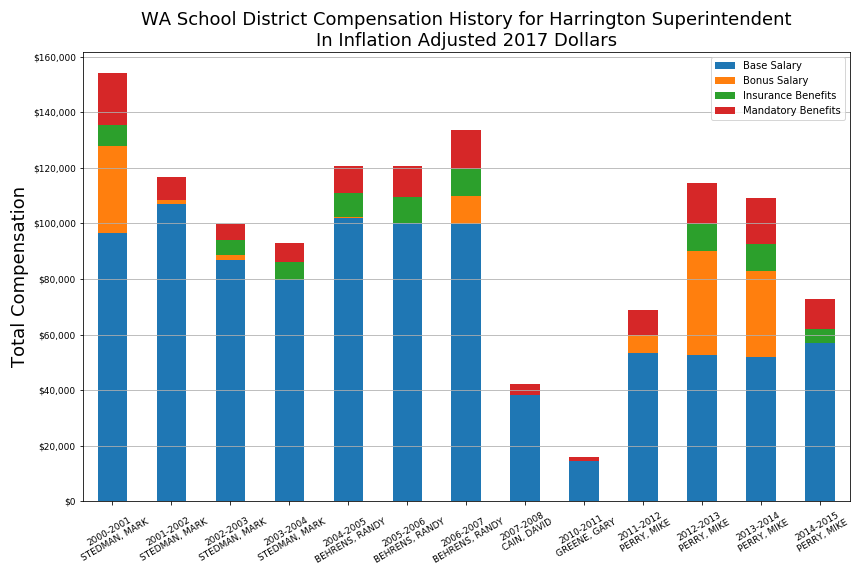 WA School District Compensation History for Harrington Superintendent
In Inflation Adjusted 2017 Dollars
Total Compensation
$160,000
$140,000
$120,000
$100,000
$80,000
$60,000
$40,000
$20,000
$0
Base Salary
Bonus Salary
Insurance Benefits
Mandatory Benefits
2000-2001
STEDMAN, MARK
2001-2002
STEDMAN, MARK
2002-2003
STEDMAN, MARK
2003-2004
STEDMAN, MARK
2004-2005
BEHRENS, RANDY
2005-2006
BEHRENS, RANDY
2006-2007
BEHRENS, RANDY
2007-2008
CAIN, DAVID
2010-2011
GREENE, GARY
2011-2012
PERRY, MIKE
2012-2013
PERRY, MIKE
2013-2014
PERRY, MIKE
2014-2015
PERRY, MIKE